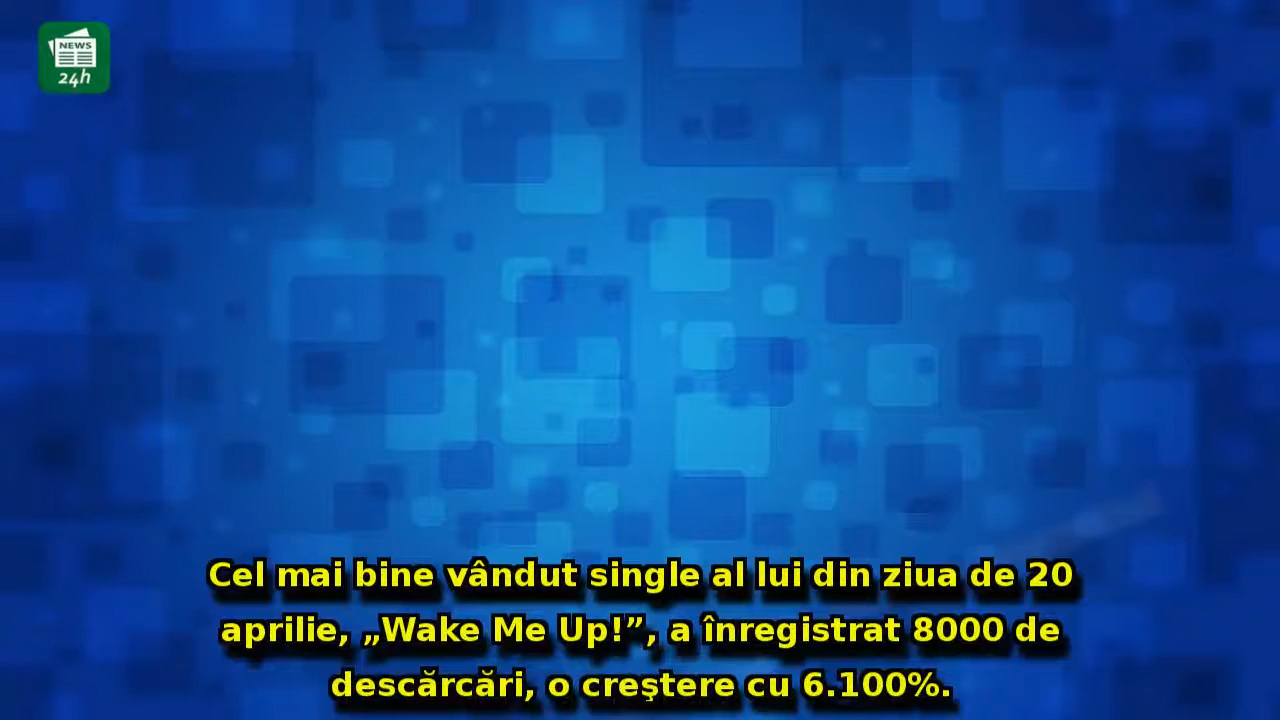 NEWS
24h
Cel mai bine vândut single al lui din ziua de 20
aprilie, „Wake Me Up!”, a înregistrat 8000 de
descărcări, o creştere cu 6.100%.